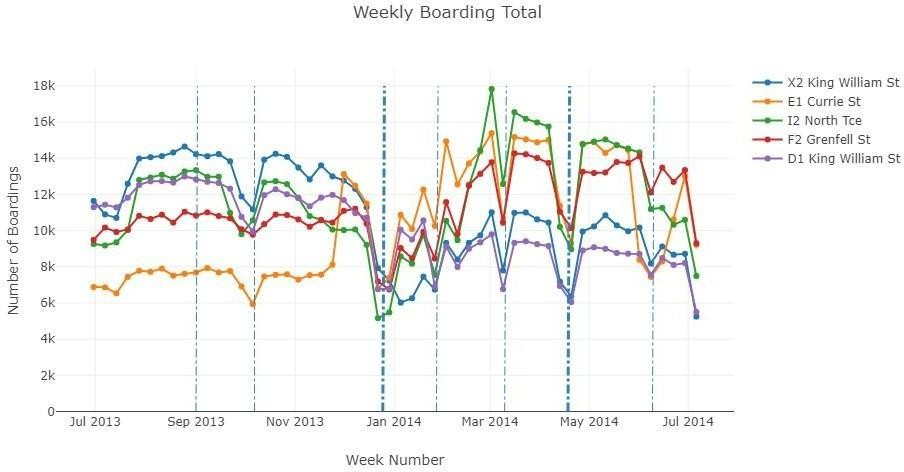 Weekly Boarding Total
18k
16k
14k
12k
10k
8k
6k
4k
2k
0
Number of Boardings
Jul 2013
Sep 2013
Nov 2013
Jan 2014
Mar 2014
May 2014
Jul 2014
Week Number
X2 King William St
E1 Currie St
I2 North Tce
F2 Grenfell St
D1 King William St